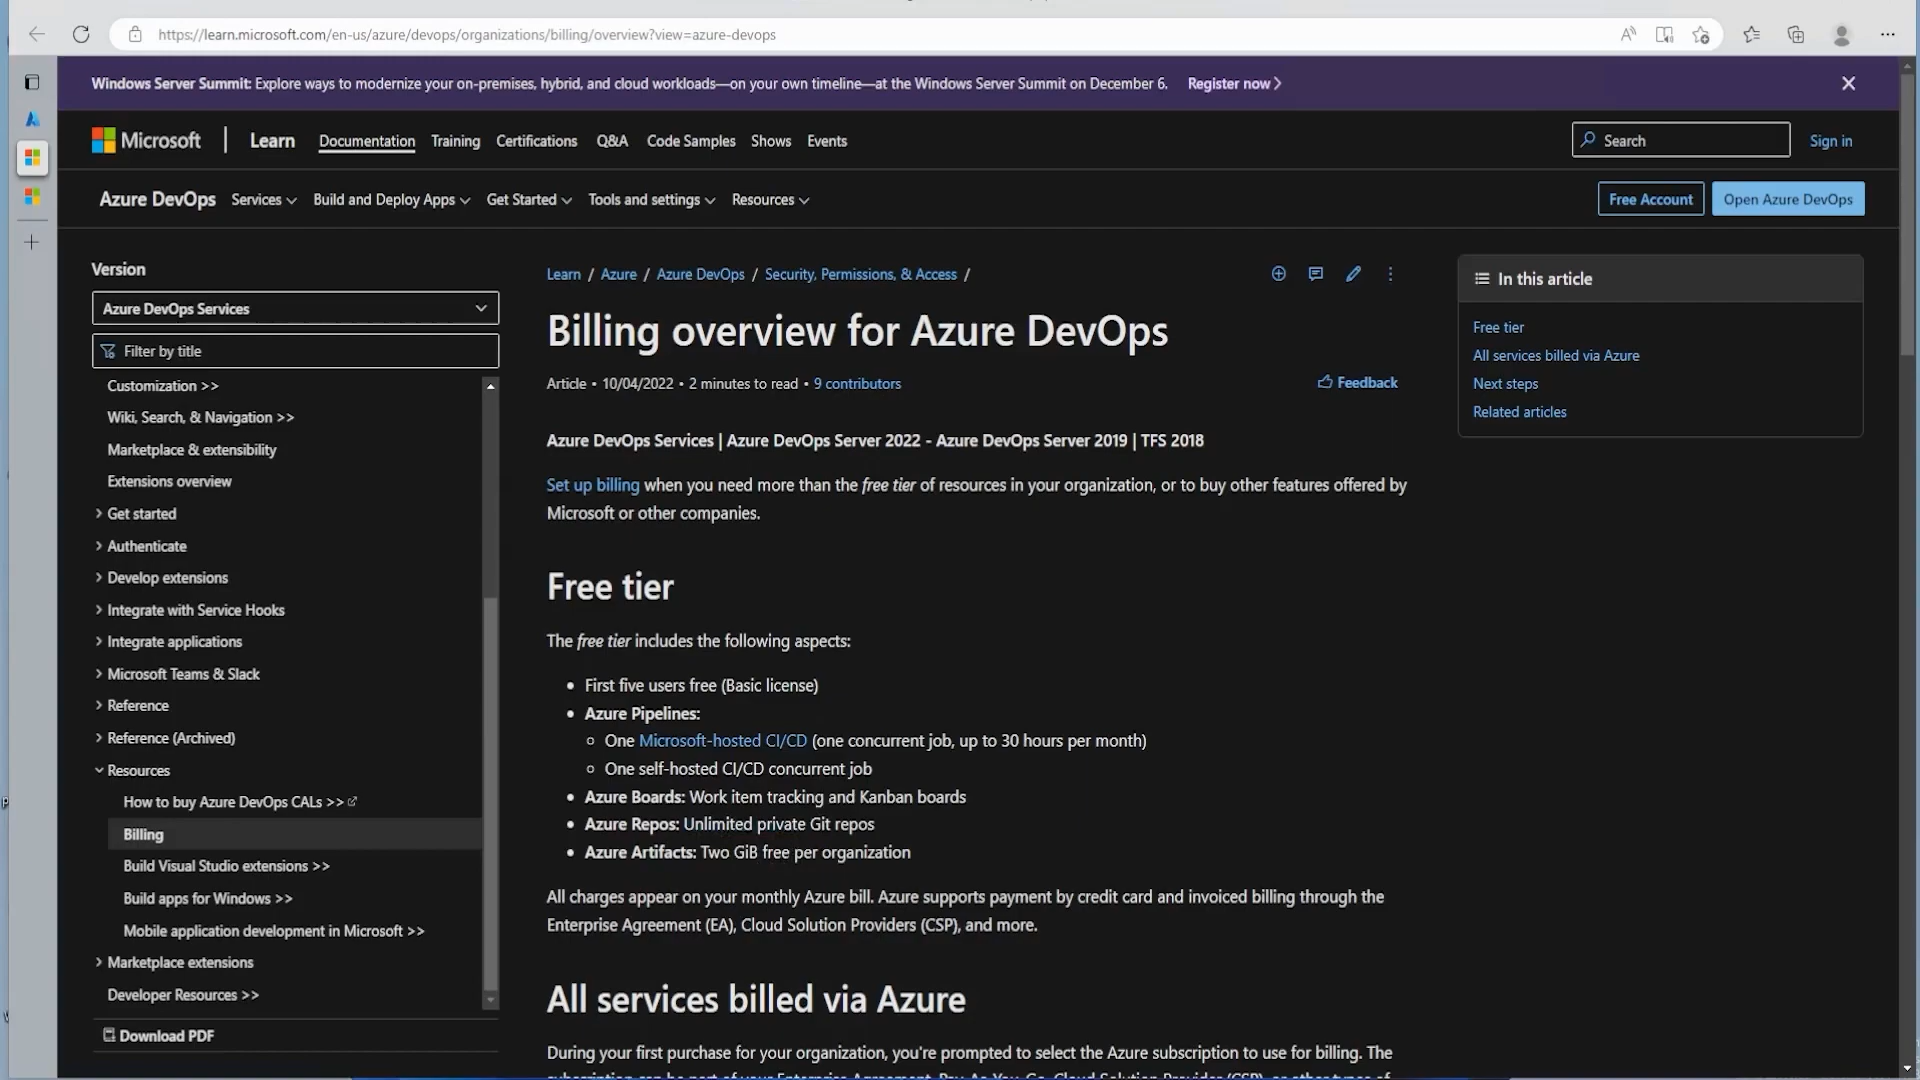 https://learn.microsoft.com/en-us/azure/devops/organizations/billing/overview?view=azure-devops
Windows Server Summit: Explore ways to modernize your on-premises, hybrid, and cloud workloads—on your own timeline—at the Windows Server Summit on December 6. Register now
Microsoft Learn Documentation Training Certifications Q&A Code Samples Shows Events Search Sign in
Azure DevOps Services Build and Deploy Apps Get Started Tools and settings Resources Free Account Open Azure DevOps
Version
Azure DevOps Services
Filter by title
Customization >>
Wiki, Search, & Navigation >>
Marketplace & extensibility
Extensions overview
Get started
Authenticate
Develop extensions
Integrate with Service Hooks
Integrate applications
Microsoft Teams & Slack
Reference
Reference (Archived)
Resources
How to buy Azure DevOps CALs >>
Billing
Build Visual Studio extensions >>
Build apps for Windows >>
Mobile application development in Microsoft >>
Marketplace extensions
Developer Resources >>
Download PDF
Learn / Azure / Azure DevOps / Security, Permissions, & Access /
Billing overview for Azure DevOps
Article • 10/04/2022 • 2 minutes to read • 9 contributors
Feedback
Azure DevOps Services | Azure DevOps Server 2022 - Azure DevOps Server 2019 | TFS 2018
Set up billing when you need more than the free tier of resources in your organization, or to buy other features offered by
Microsoft or other companies.
Free tier
The free tier includes the following aspects:
• First five users free (Basic license)
• Azure Pipelines:
○ One Microsoft-hosted CI/CD (one concurrent job, up to 30 hours per month)
○ One self-hosted CI/CD concurrent job
• Azure Boards: Work item tracking and Kanban boards
• Azure Repos: Unlimited private Git repos
• Azure Artifacts: Two GiB free per organization
All charges appear on your monthly Azure bill. Azure supports payment by credit card and invoiced billing through the
Enterprise Agreement (EA), Cloud Solution Providers (CSP), and more.
All services billed via Azure
During your first purchase for your organization, you're prompted to select the Azure subscription to use for billing. The
In this article
Free tier
All services billed via Azure
Next steps
Related articles